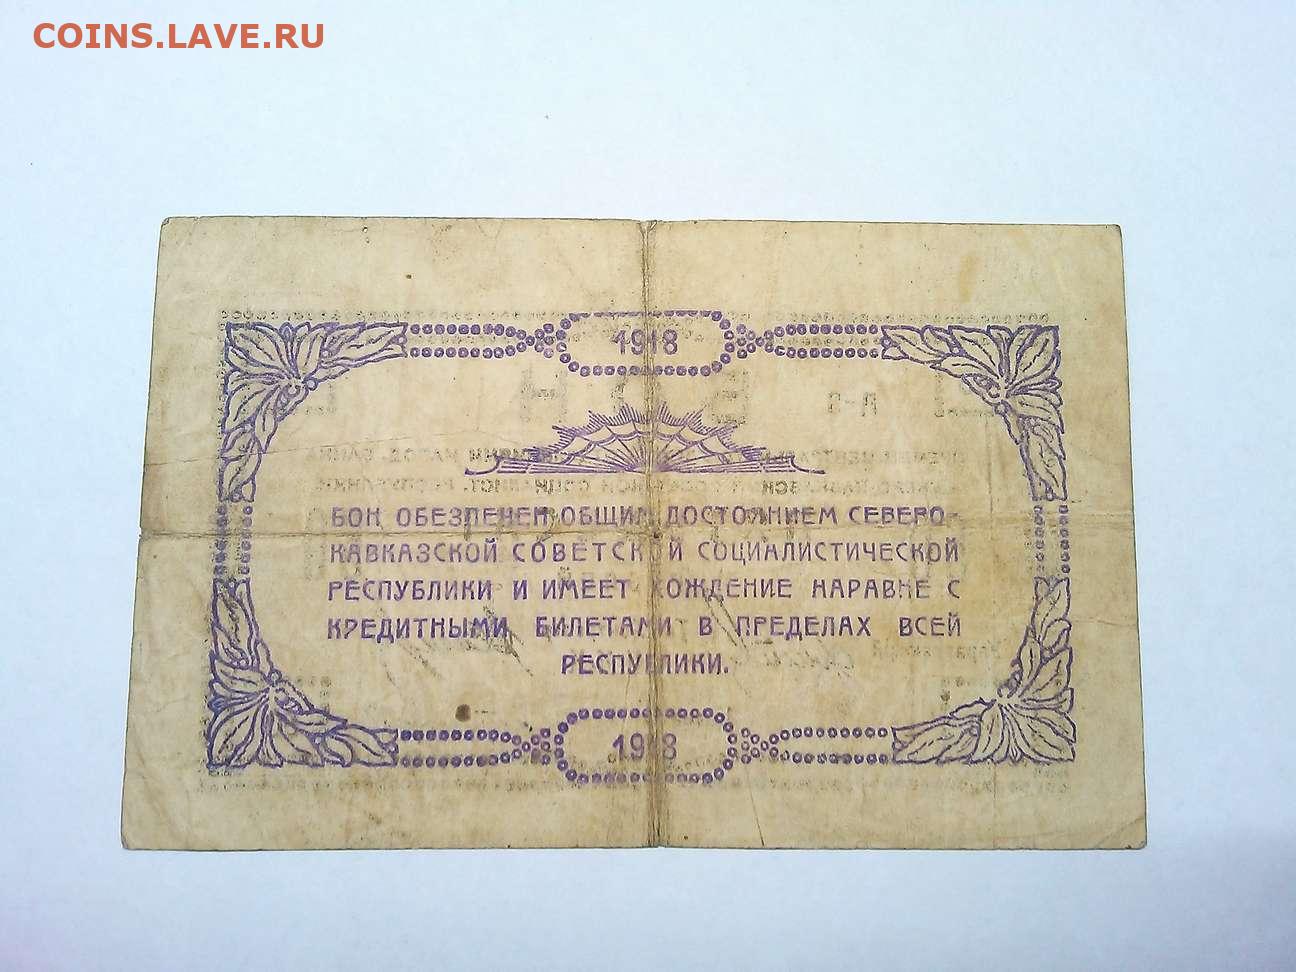 COINS.LAVE.RU
1918
БОН ОБЕЗПЕЧЕН ОБЩИМ ДОСТОЯНИЕМ СЕВЕРО-
КАВКАЗСКОЙ СОВЕТСКОЙ СОЦИАЛИСТИЧЕСКОЙ
РЕСПУБЛИКИ И ИМЕЕТ ХОЖДЕНИЕ НАРАВНЕ С
КРЕДИТНЫМИ БИЛЕТАМИ В ПРЕДЕЛАХ ВСЕЙ
РЕСПУБЛИКИ.
1918